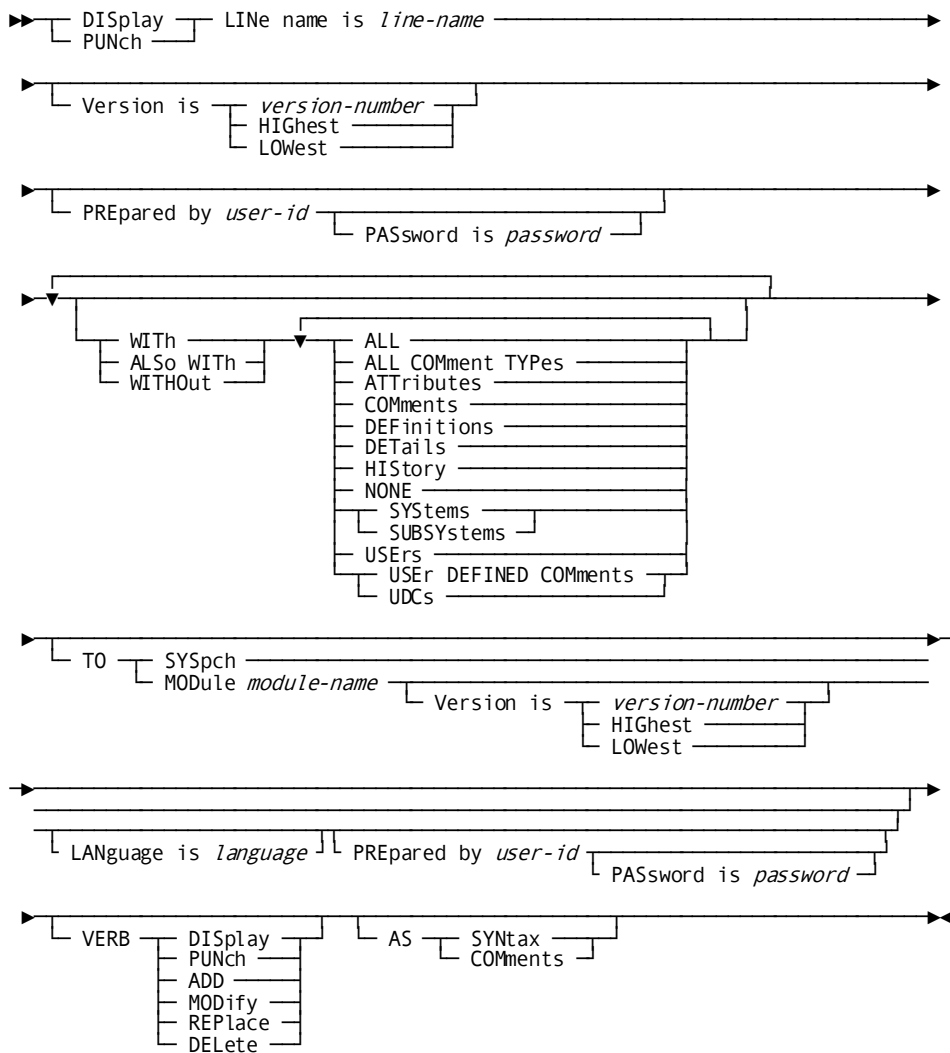 DISplay LINe name is line-name
PUNch
Version is version-number
HIGhest
LOWest
PREpared by user-id
PASsword is password
WITh ALL
ALSo WITh ALL COMment TYPes
WITHOut ATTributes
COMments
DEFinitions
DETails
HIStory
NONE
SYStems
SUBSYstems
USErs
USEr DEFINED COMments
UDCs
TO SYSpch
MODule module-name
Version is version-number
HIGhest
LOWest
LANguage is language PREpared by user-id
PASsword is password
VERB DISplay AS SYNtax
PUNch COMments
ADD
MODify
REPlace
DELete